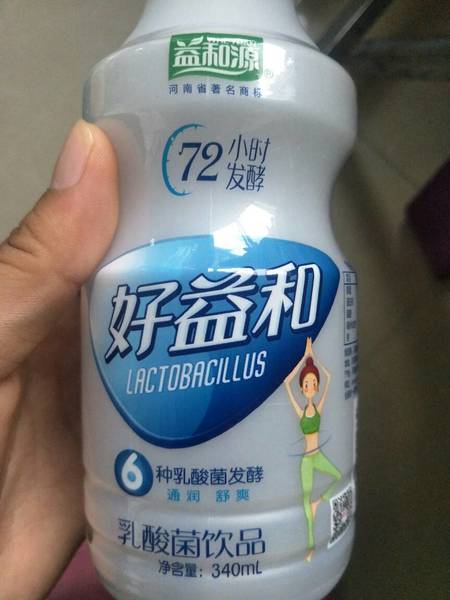 益和源®
河南省著名商标
72 小时
发酵
好益和
LACTOBACILLUS
6 种乳酸菌发酵
通润 舒爽
乳酸菌饮品
净含量: 340mL